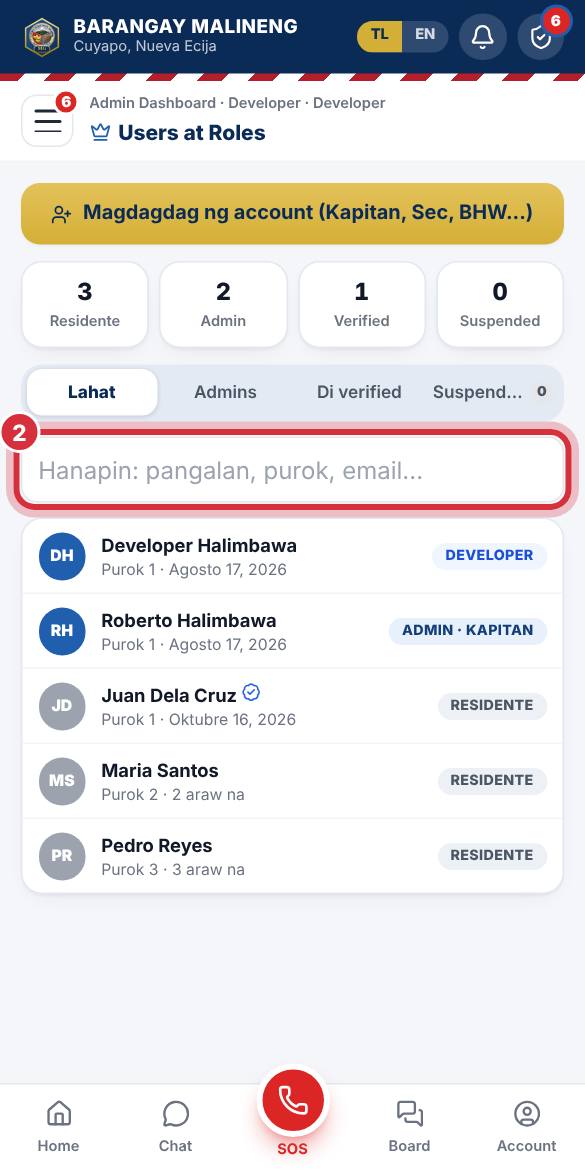 BARANGAY MALINENG
Cuyapo, Nueva Ecija
TL EN
6
6
Admin Dashboard · Developer · Developer
Users at Roles
Magdagdag ng account (Kapitan, Sec, BHW...)
3 2 1 0
Residente Admin Verified Suspended
Lahat Admins Di verified Suspend... 0
2
Hanapin: pangalan, purok, email...
DH Developer Halimbawa DEVELOPER
Purok 1 · Agosto 17, 2026
RH Roberto Halimbawa ADMIN · KAPITAN
Purok 1 · Agosto 17, 2026
JD Juan Dela Cruz RESIDENTE
Purok 1 · Oktubre 16, 2026
MS Maria Santos RESIDENTE
Purok 2 · 2 araw na
PR Pedro Reyes RESIDENTE
Purok 3 · 3 araw na
Home Chat SOS Board Account